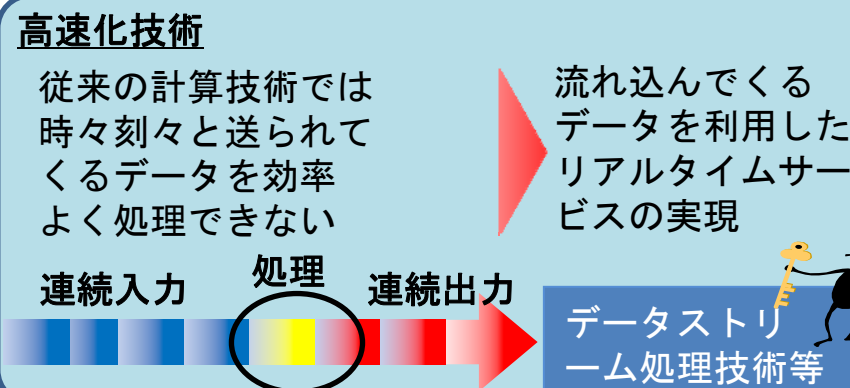 高速化技術
従来の計算技術では
時々刻々と送られて
くるデータを効率
よく処理できない
流れ込んでくる
データを利用した
リアルタイムサー
ビスの実現
連続入力
処理
連続出力
データストリ
ーム処理技術等